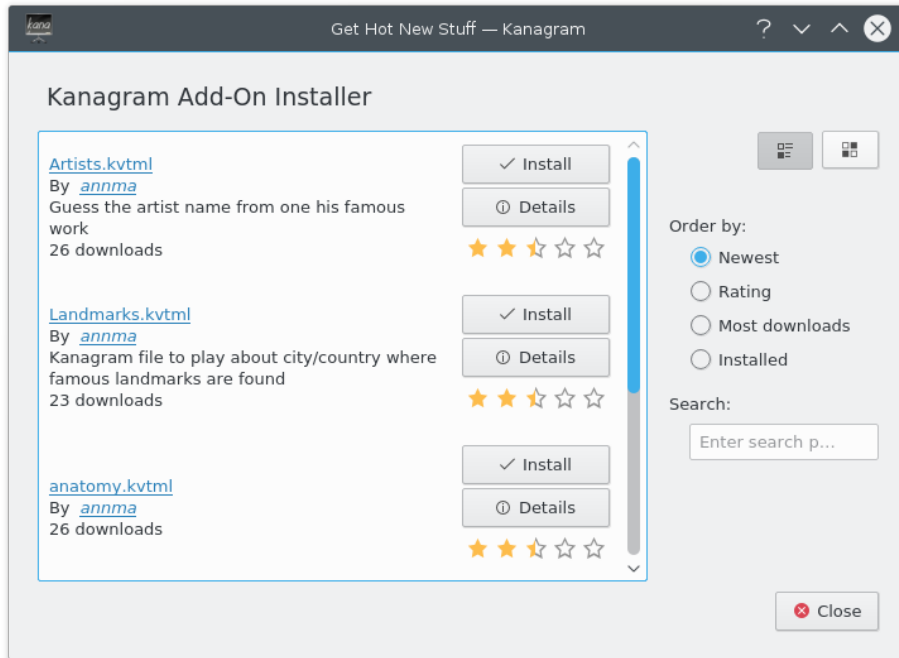 kana
Get Hot New Stuff — Kanagram
Kanagram Add-On Installer
Artists.kvtml
By annma
Guess the artist name from one his famous
work
26 downloads
Install
Details
Landmarks.kvtml
By annma
Kanagram file to play about city/country where
famous landmarks are found
23 downloads
Install
Details
anatomy.kvtml
By annma
26 downloads
Install
Details
Order by:
Newest
Rating
Most downloads
Installed
Search:
Enter search p...
Close